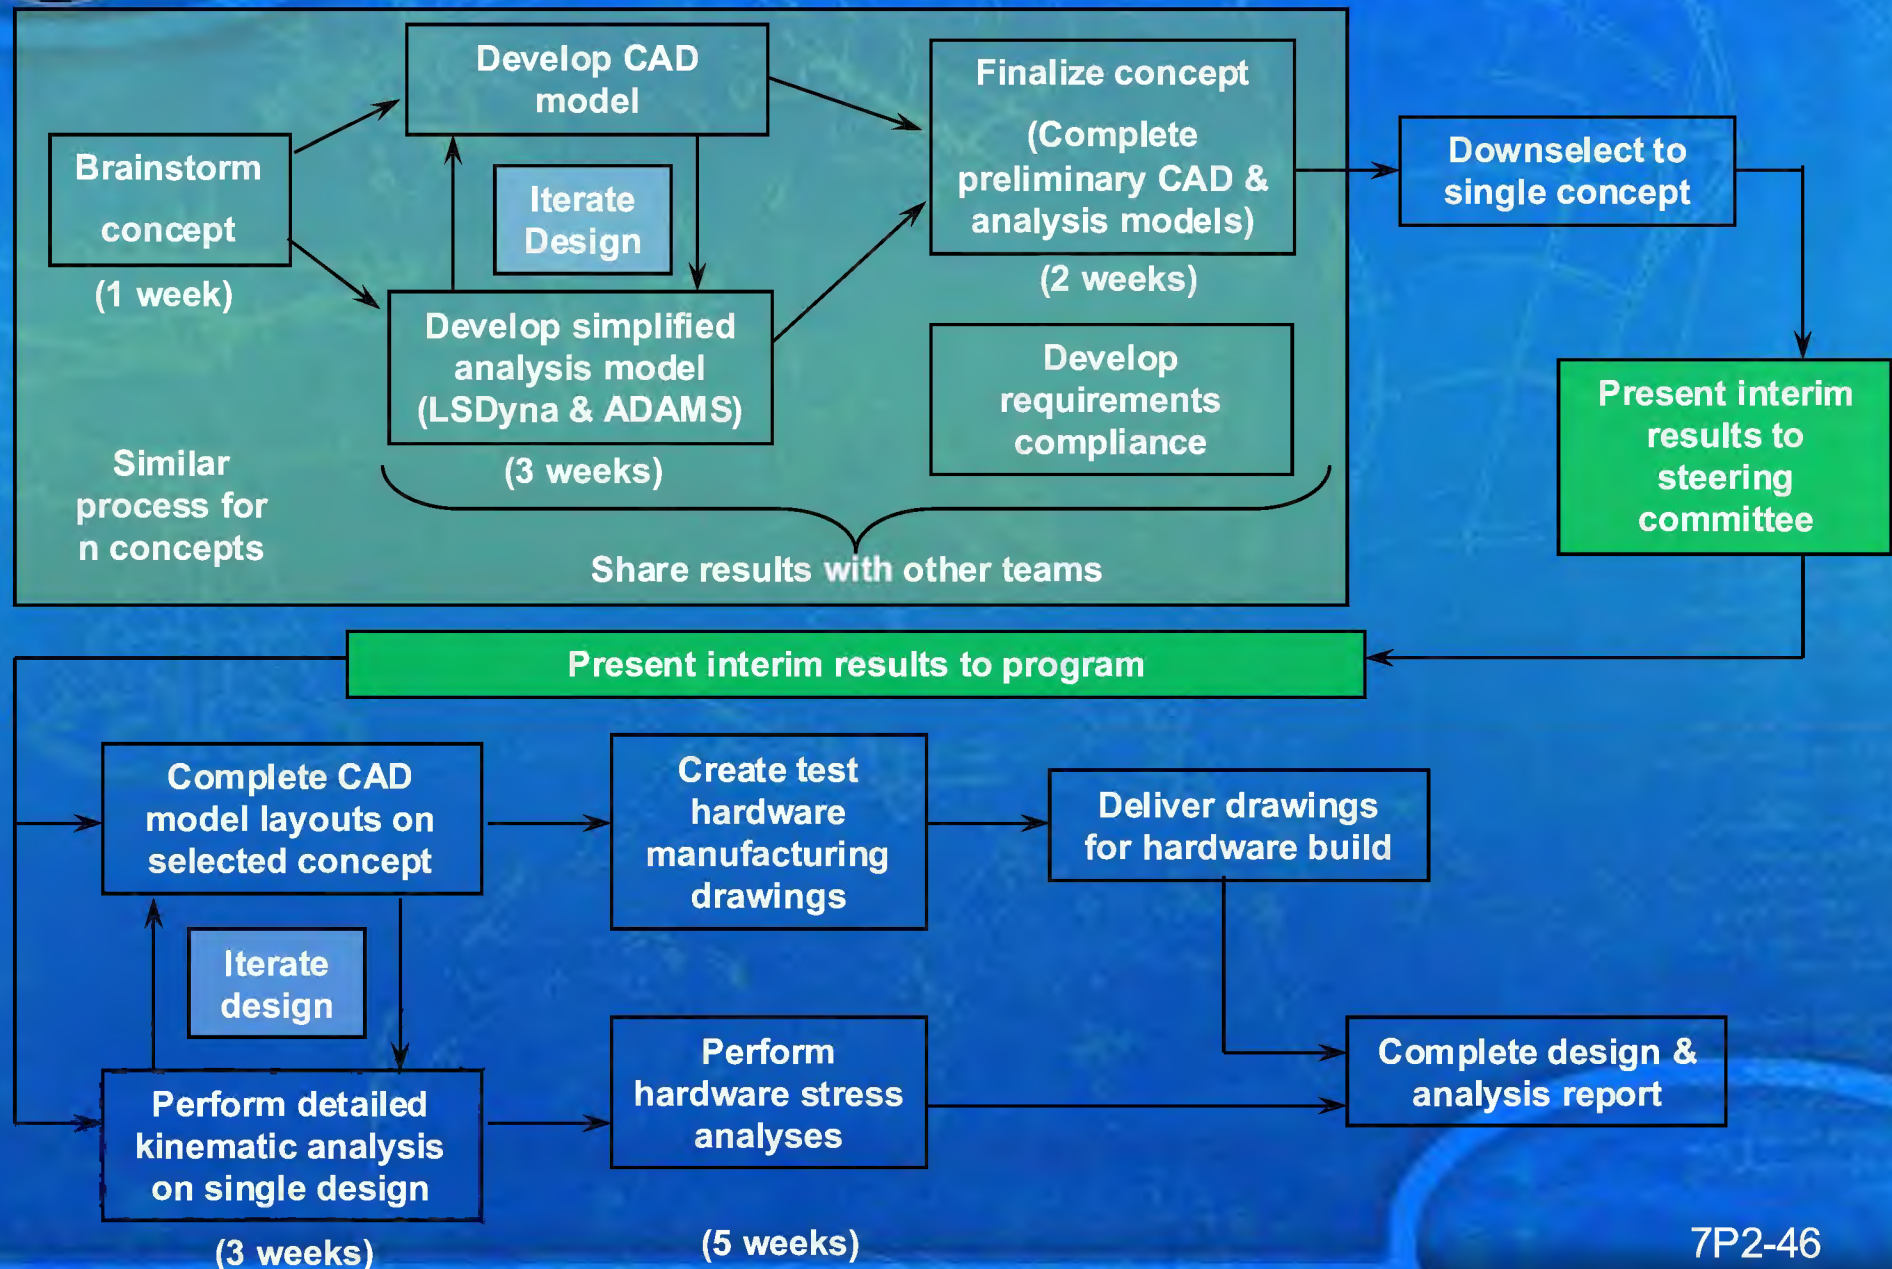 Brainstorm
concept
(1 week)
Develop CAD
model
Iterate
Design
Develop simplified
analysis model
(LSDyna & ADAMS)
(3 weeks)
Finalize concept
(Complete
preliminary CAD &
analysis models)
(2 weeks)
Develop
requirements
compliance
Similar
process for
n concepts
Share results with other teams
Downselect to
single concept
Present interim
results to
steering
committee
Present interim results to program
Complete CAD
model layouts on
selected concept
Iterate
design
Perform detailed
kinematic analysis
on single design
(3 weeks)
Create test
hardware
manufacturing
drawings
Perform
hardware stress
analyses
(5 weeks)
Deliver drawings
for hardware build
Complete design &
analysis report
7P2-46